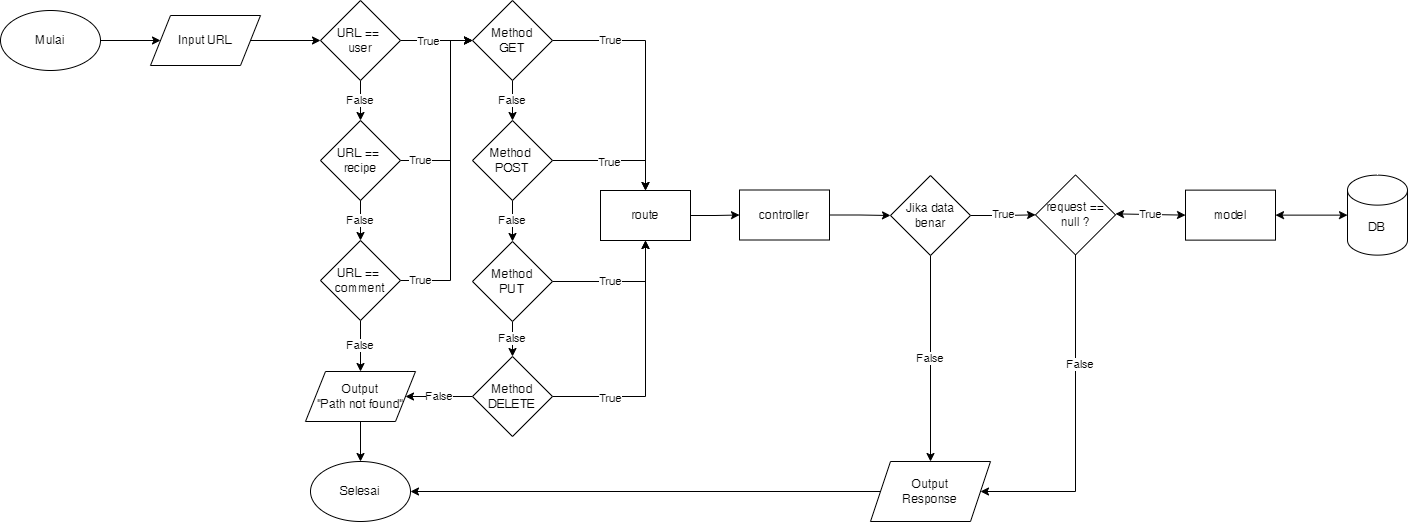 Mulai
Input URL
URL ==
user
True
Method
GET
True
False
False
URL ==
recipe
True
Method
POST
True
False
False
URL ==
comment
True
Method
PUT
True
False
False
Output
"Path not found"
False
Method
DELETE
True
Selesai
route
controller
Jika data
benar
True
request ==
null ?
True
model
DB
False
False
Output
Response